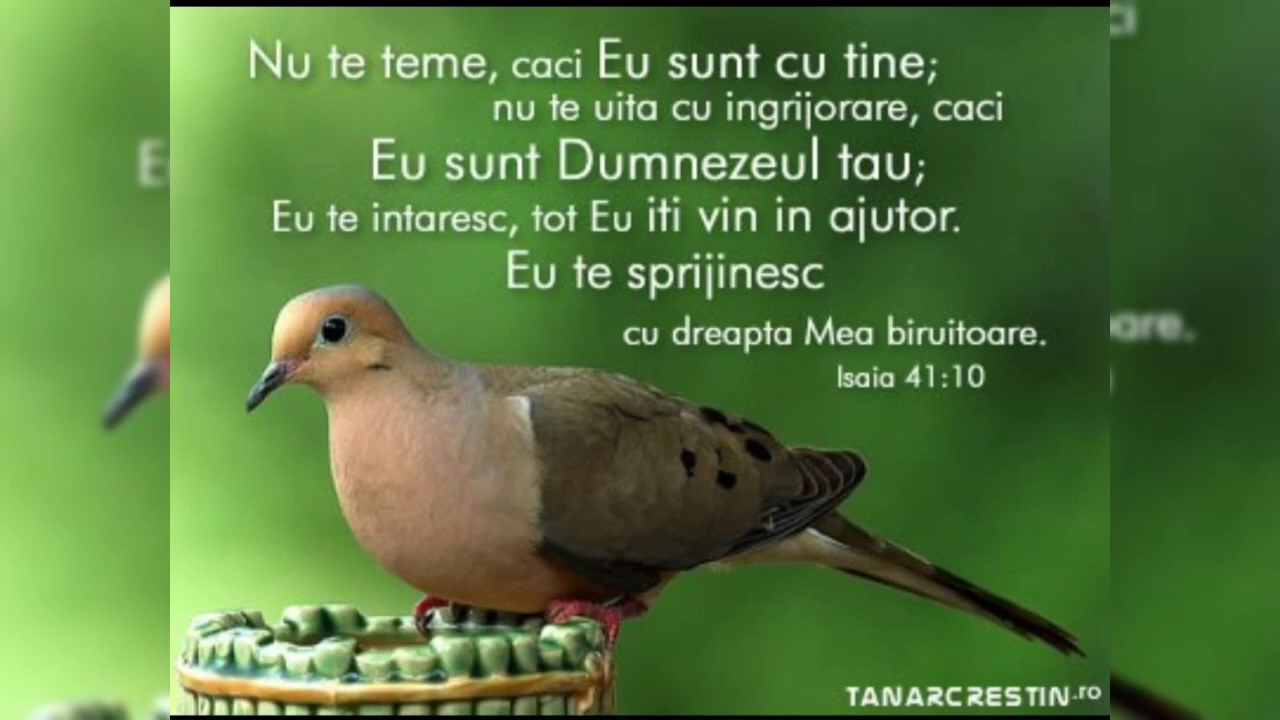 Nu te teme, caci Eu sunt cu tine;
nu te uita cu ingrijorare, caci
Eu sunt Dumnezeul tau;
Eu te intaresc, tot Eu iti vin in ajutor.
Eu te sprijinesc
cu dreapta Mea biruitoare.
Isaia 41:10
TANARCRESTIN.ro